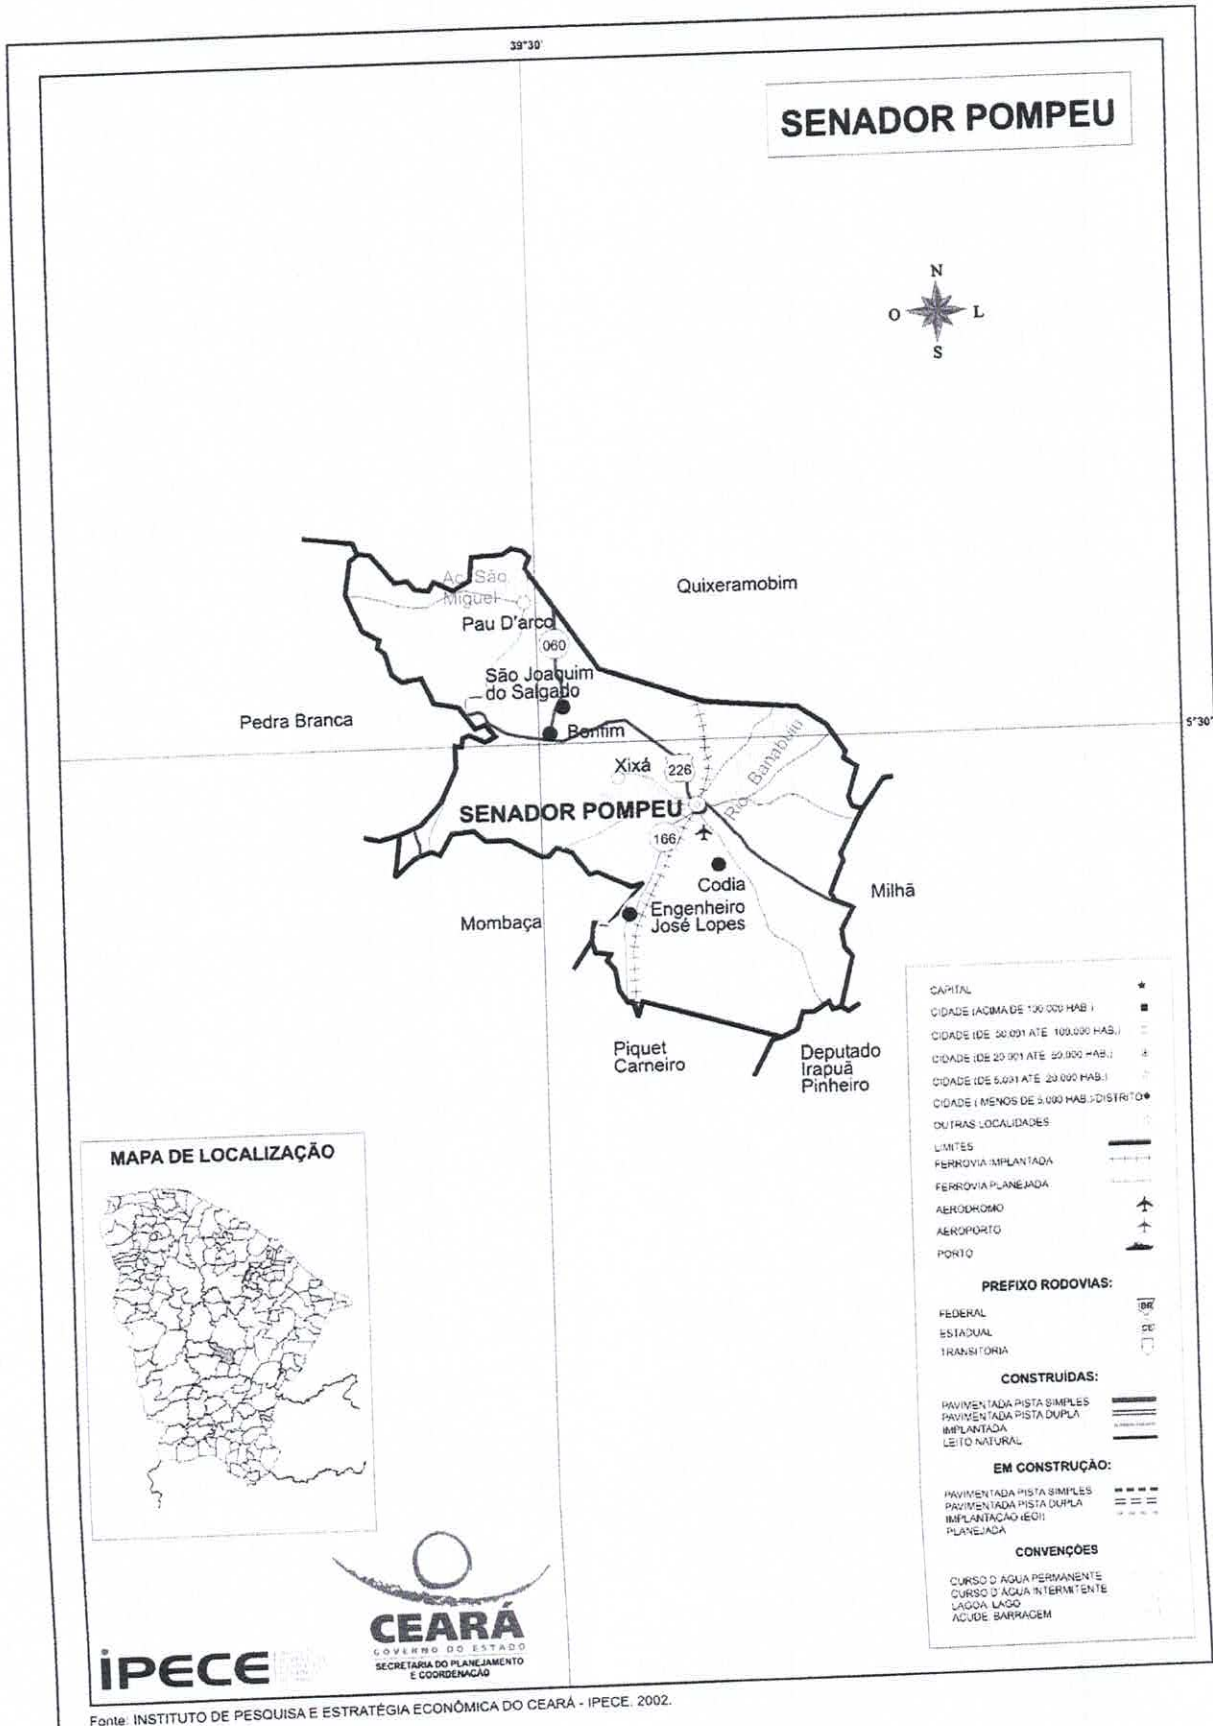 39°30'
SENADOR POMPEU
N
O
L
S
Quixeramobim
Aç. São
Miguel
Pau D'arco
060
São Joaquim
do Salgado
Pedra Branca
Bonfim
5°30'
Xixá
226
Rio Banabuiu
SENADOR POMPEU
166
Codia
Milhã
Mombaça
Engenheiro
José Lopes
Piquet
Carneiro
Deputado
Irapuã
Pinheiro
CAPITAL
CIDADE (ACIMA DE 100.000 HAB.)
CIDADE (DE 50.001 ATE 100.000 HAB.)
CIDADE (DE 20.001 ATE 50.000 HAB.)
CIDADE (DE 5.001 ATE 20.000 HAB.)
CIDADE (MENOS DE 5.000 HAB.)/DISTRITO
OUTRAS LOCALIDADES
LIMITES
FERROVIA IMPLANTADA
FERROVIA PLANEJADA
AERÓDROMO
AEROPORTO
PORTO
PREFIXO RODOVIAS:
FEDERAL BR
ESTADUAL CE
TRANSITÓRIA
CONSTRUÍDAS:
PAVIMENTADA PISTA SIMPLES
PAVIMENTADA PISTA DUPLA
IMPLANTADA
LEITO NATURAL
EM CONSTRUÇÃO:
PAVIMENTADA PISTA SIMPLES
PAVIMENTADA PISTA DUPLA
IMPLANTAÇÃO (EOI)
PLANEJADA
CONVENÇÕES
CURSO D'ÁGUA PERMANENTE
CURSO D'ÁGUA INTERMITENTE
LAGOA, LAGO
AÇUDE, BARRAGEM
MAPA DE LOCALIZAÇÃO
CEARÁ
GOVERNO DO ESTADO
SECRETARIA DO PLANEJAMENTO
E COORDENAÇÃO
IPECE
Fonte: INSTITUTO DE PESQUISA E ESTRATÉGIA ECONÔMICA DO CEARÁ - IPECE. 2002.